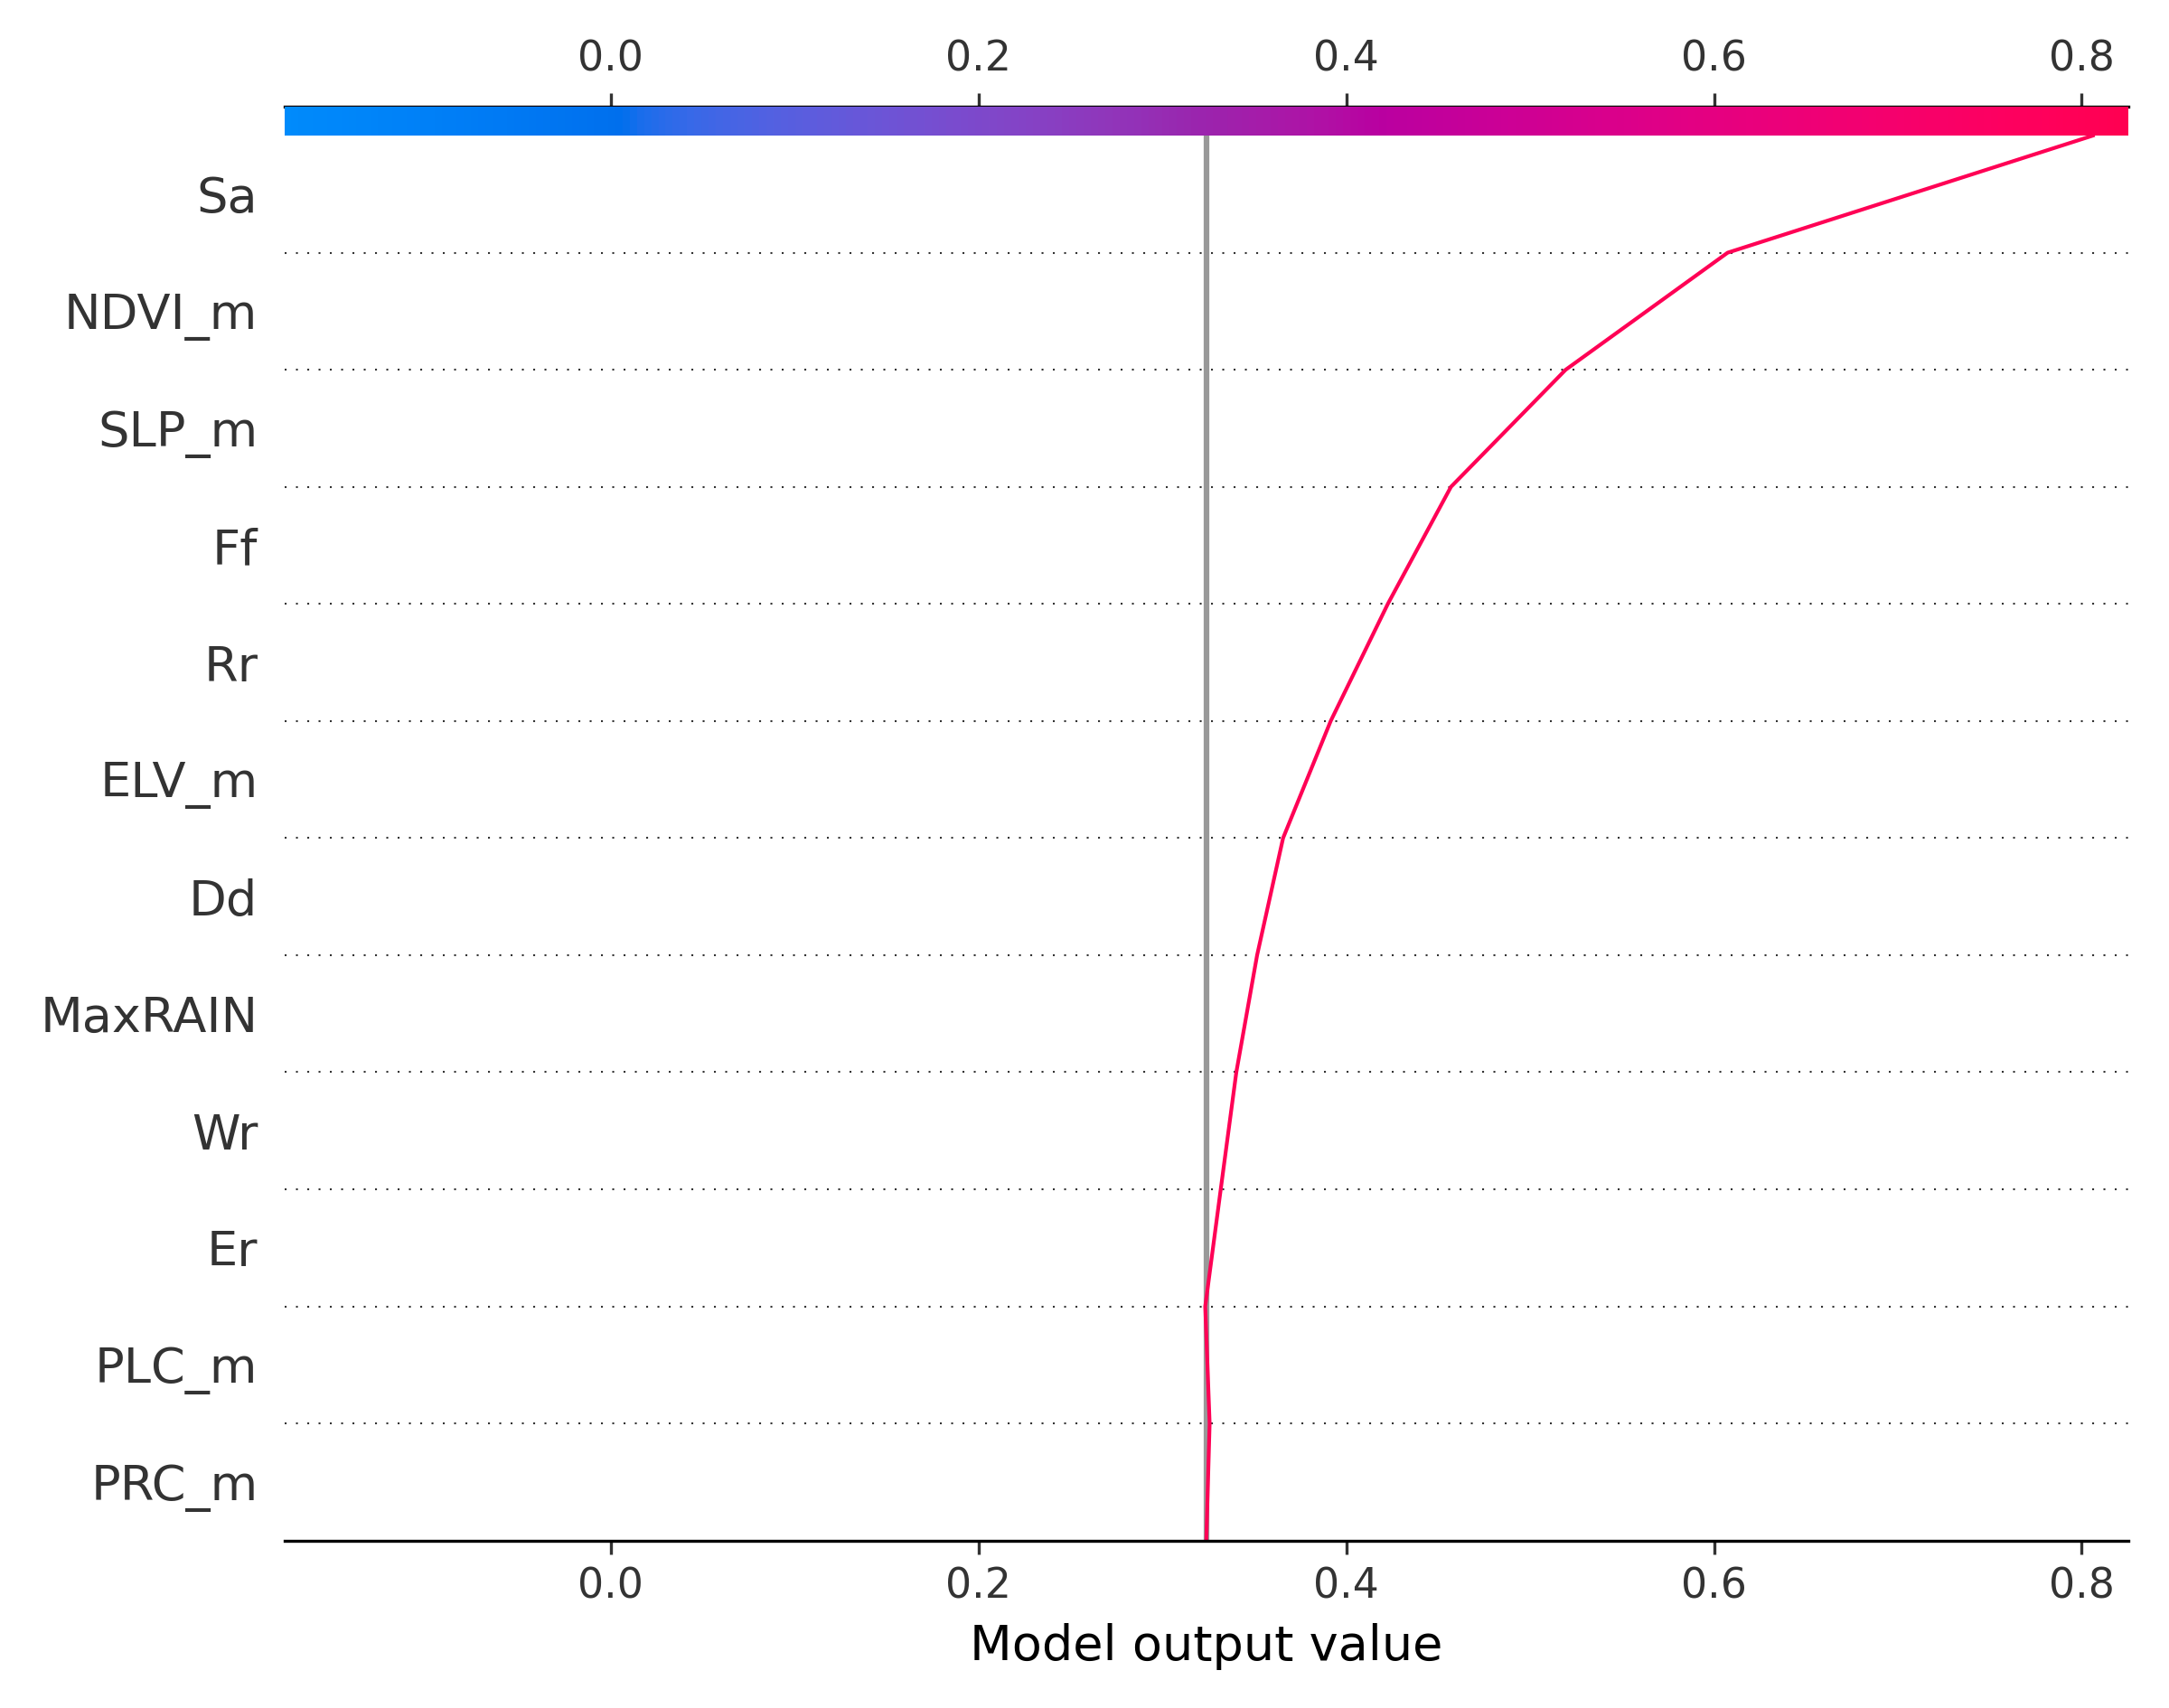 0.0 0.2 0.4 0.6 0.8
Sa
NDVI_m
SLP_m
Ff
Rr
ELV_m
Dd
MaxRAIN
Wr
Er
PLC_m
PRC_m
0.0 0.2 0.4 0.6 0.8
Model output value